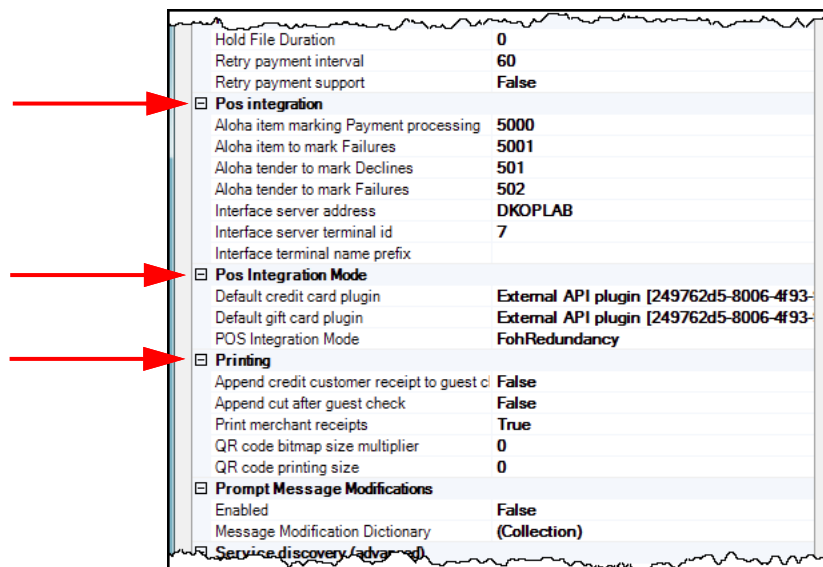 Hold File Duration 0
Retry payment interval 60
Retry payment support False
Pos integration
Aloha item marking Payment processing 5000
Aloha item to mark Failures 5001
Aloha tender to mark Declines 501
Aloha tender to mark Failures 502
Interface server address DKOPLAB
Interface server terminal id 7
Interface terminal name prefix
Pos Integration Mode
Default credit card plugin External API plugin [249762d5-8006-4f93-
Default gift card plugin External API plugin [249762d5-8006-4f93-
POS Integration Mode FohRedundancy
Printing
Append credit customer receipt to guest cl False
Append cut after guest check False
Print merchant receipts True
QR code bitmap size multiplier 0
QR code printing size 0
Prompt Message Modifications
Enabled False
Message Modification Dictionary (Collection)
Service discovery (advanced)